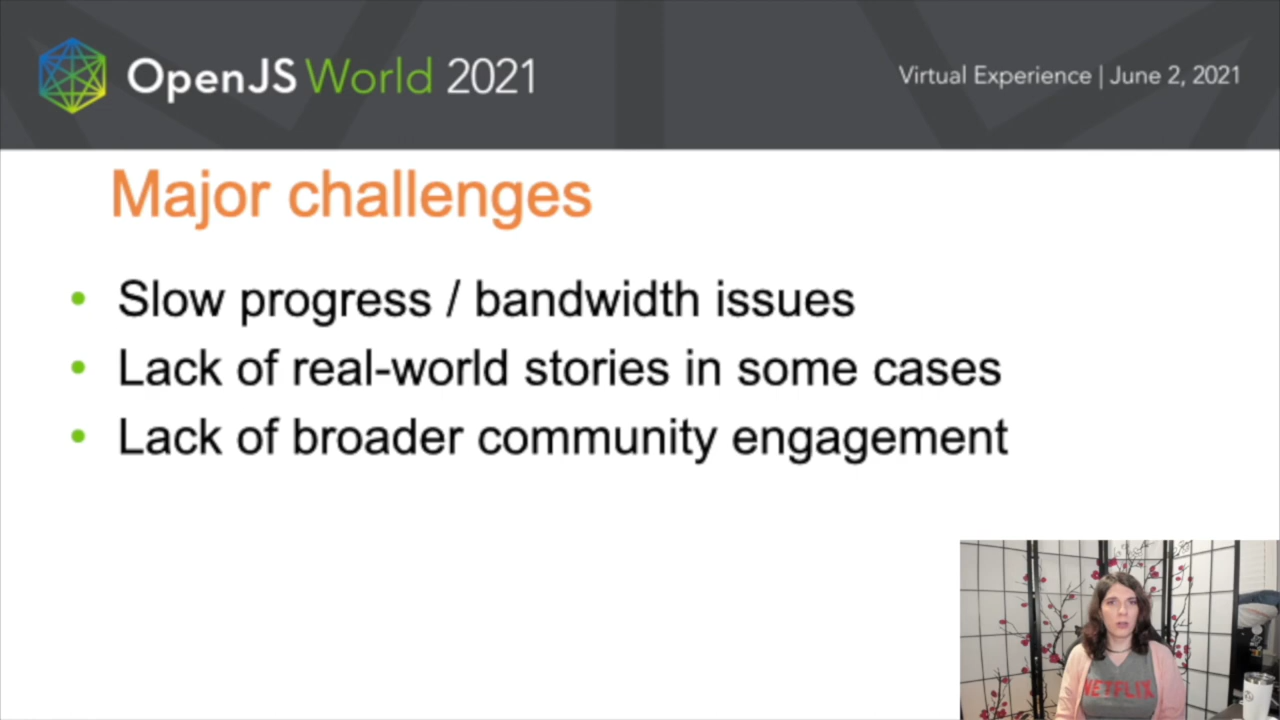 OpenJS World 2021
Virtual Experience | June 2, 2021
Major challenges
• Slow progress / bandwidth issues
• Lack of real-world stories in some cases
• Lack of broader community engagement
NETFLIX